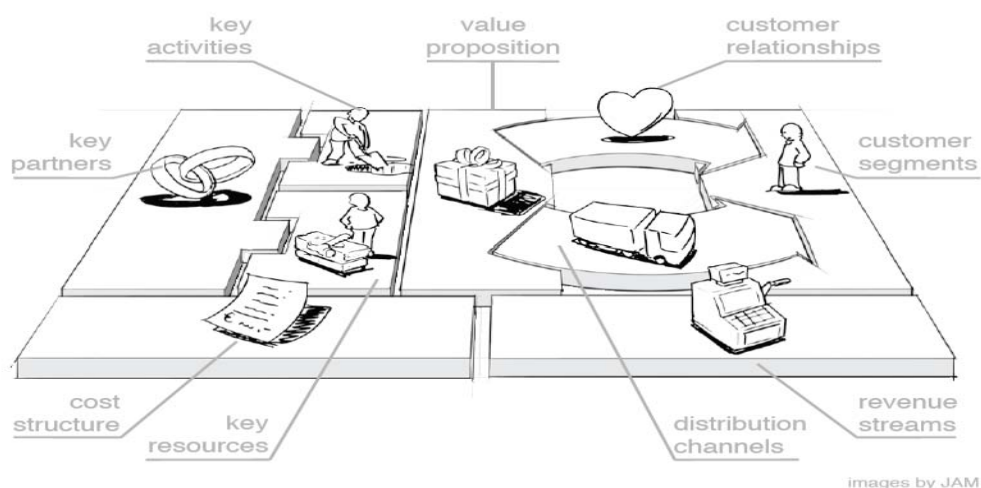 key
activities
value
proposition
customer
relationships
key
partners
customer
segments
cost
structure
key
resources
distribution
channels
revenue
streams
images by JAM